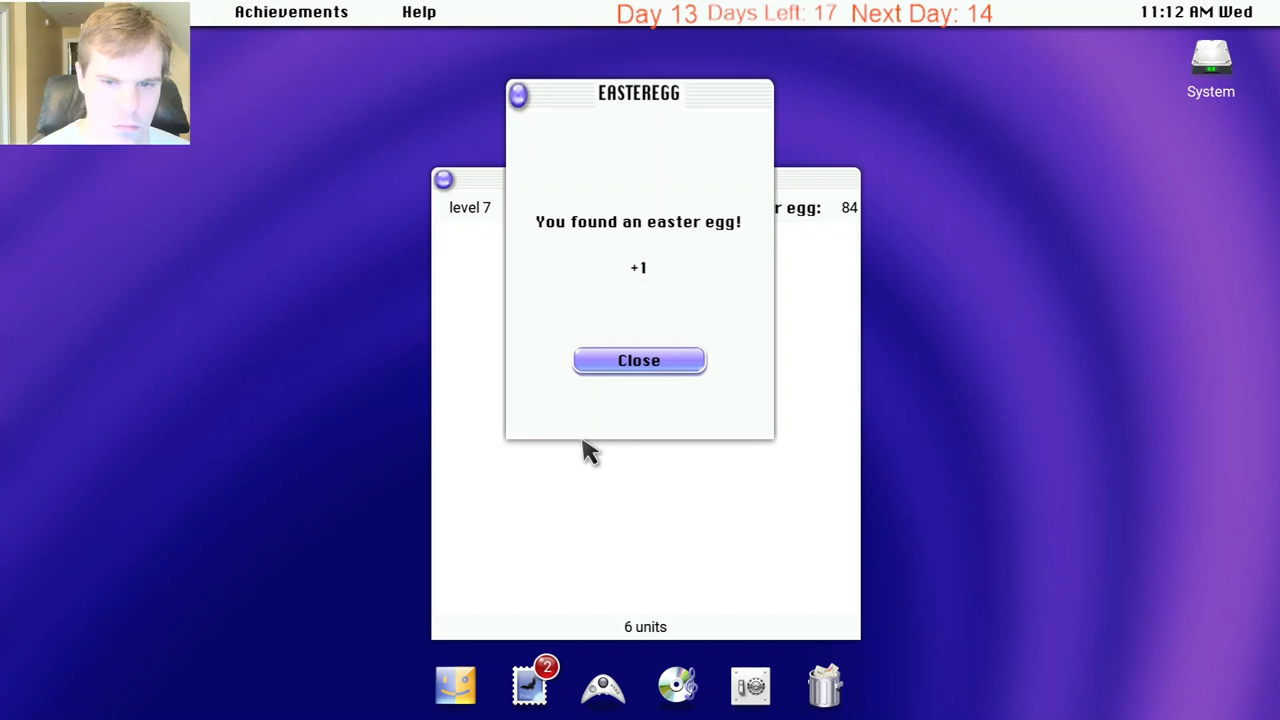 Achievements Help Day 13 Days Left: 17 Next Day: 14 11:12 AM Wed
System
EASTEREGG
level 7 r egg: 84
You found an easter egg!
+1
Close
6 units
2